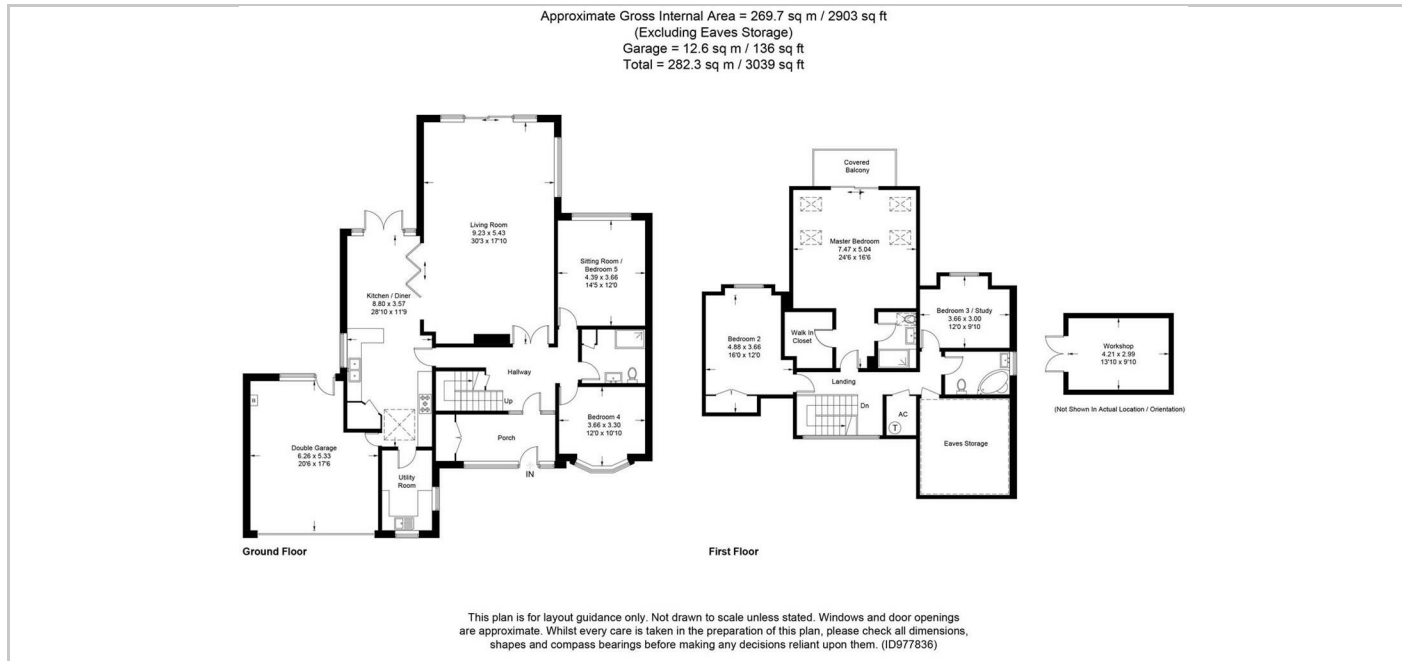 Approximate Gross Internal Area = 269.7 sq m / 2903 sq ft
(Excluding Eaves Storage)
Garage = 12.6 sq m / 136 sq ft
Total = 282.3 sq m / 3039 sq ft
Living Room
9.23 x 5.43
30'3 x 17'10
Sitting Room /
Bedroom 5
4.39 x 3.66
14'5 x 12'0
Kitchen / Diner
8.80 x 3.57
28'10 x 11'9
Hallway
Up
Bedroom 4
3.66 x 3.30
12'0 x 10'10
Porch
IN
B
Double Garage
6.26 x 5.33
20'6 x 17'6
Utility
Room
Ground Floor
Covered
Balcony
Master Bedroom
7.47 x 5.04
24'6 x 16'6
Bedroom 3 / Study
3.66 x 3.00
12'0 x 9'10
Bedroom 2
4.88 x 3.66
16'0 x 12'0
Walk In
Closet
Landing
Dn
AC
T
Eaves Storage
First Floor
Workshop
4.21 x 2.99
13'10 x 9'10
(Not Shown In Actual Location / Orientation)
This plan is for layout guidance only. Not drawn to scale unless stated. Windows and door openings
are approximate. Whilst every care is taken in the preparation of this plan, please check all dimensions,
shapes and compass bearings before making any decisions reliant upon them. (ID977836)